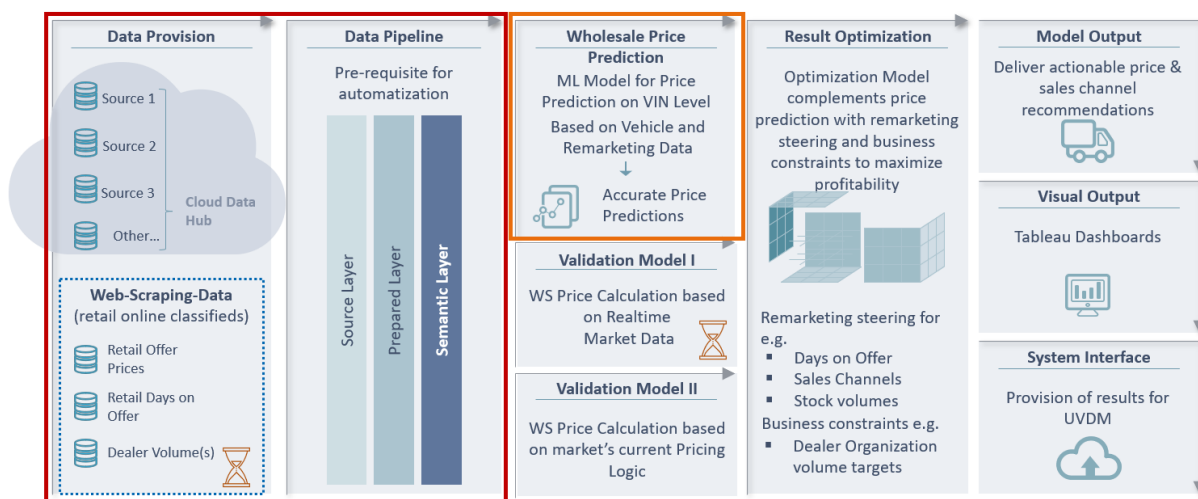 Data Provision
Source 1
Source 2
Source 3
Other...
Cloud Data
Hub
Web-Scraping-Data
(retail online classifieds)
Retail Offer
Prices
Retail Days on
Offer
Dealer Volume(s)
Data Pipeline
Pre-requisite for
automatization
Source Layer
Prepared Layer
Semantic Layer
Wholesale Price
Prediction
ML Model for Price
Prediction on VIN Level
Based on Vehicle and
Remarketing Data
Accurate Price
Predictions
Validation Model I
WS Price Calculation based
on Realtime
Market Data
Validation Model II
WS Price Calculation based
on market's current Pricing
Logic
Result Optimization
Optimization Model
complements price
prediction with remarketing
steering and business
constraints to maximize
profitability
Remarketing steering for
e.g.
▪ Days on Offer
▪ Sales Channels
▪ Stock volumes
Business constraints e.g.
▪ Dealer Organization
volume targets
Model Output
Deliver actionable price &
sales channel
recommendations
Visual Output
Tableau Dashboards
System Interface
Provision of results for
UVDM